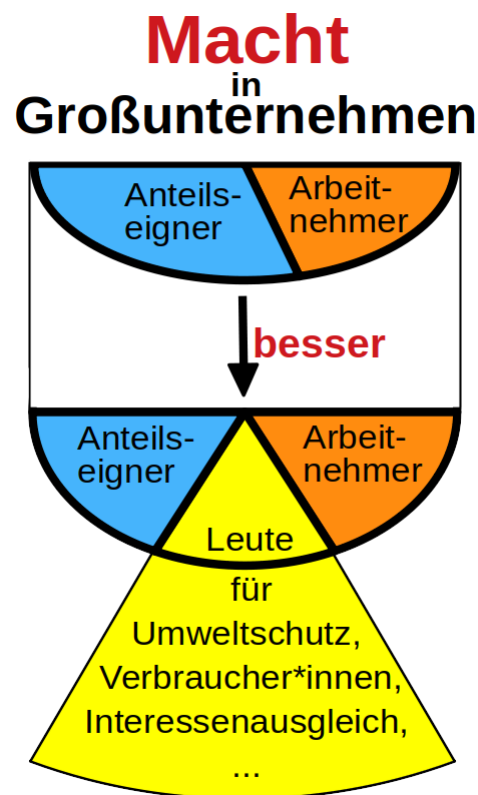 Macht
in
Großunternehmen
Anteils-
eigner
Arbeit-
nehmer
besser
Anteils-
eigner
Arbeit-
nehmer
Leute
für
Umweltschutz,
Verbraucher*innen,
Interessenausgleich,
...